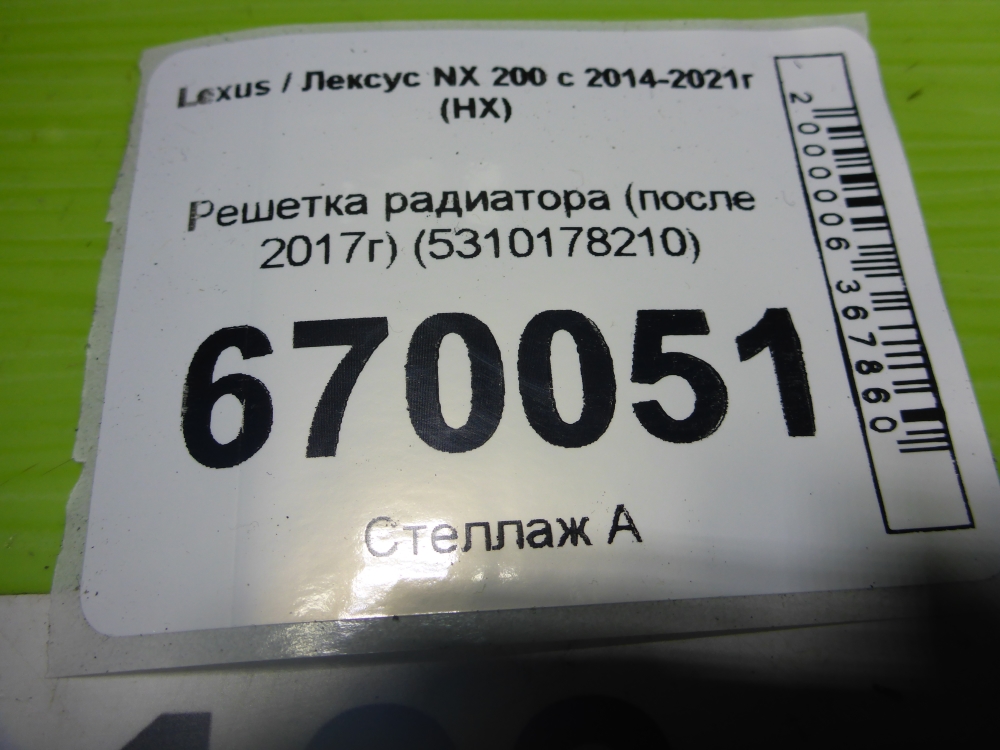 Lexus / Лексус NX 200 с 2014-2021г
(НХ)
Решетка радиатора (после
2017г) (5310178210)
670051
Стеллаж А
2000006367860